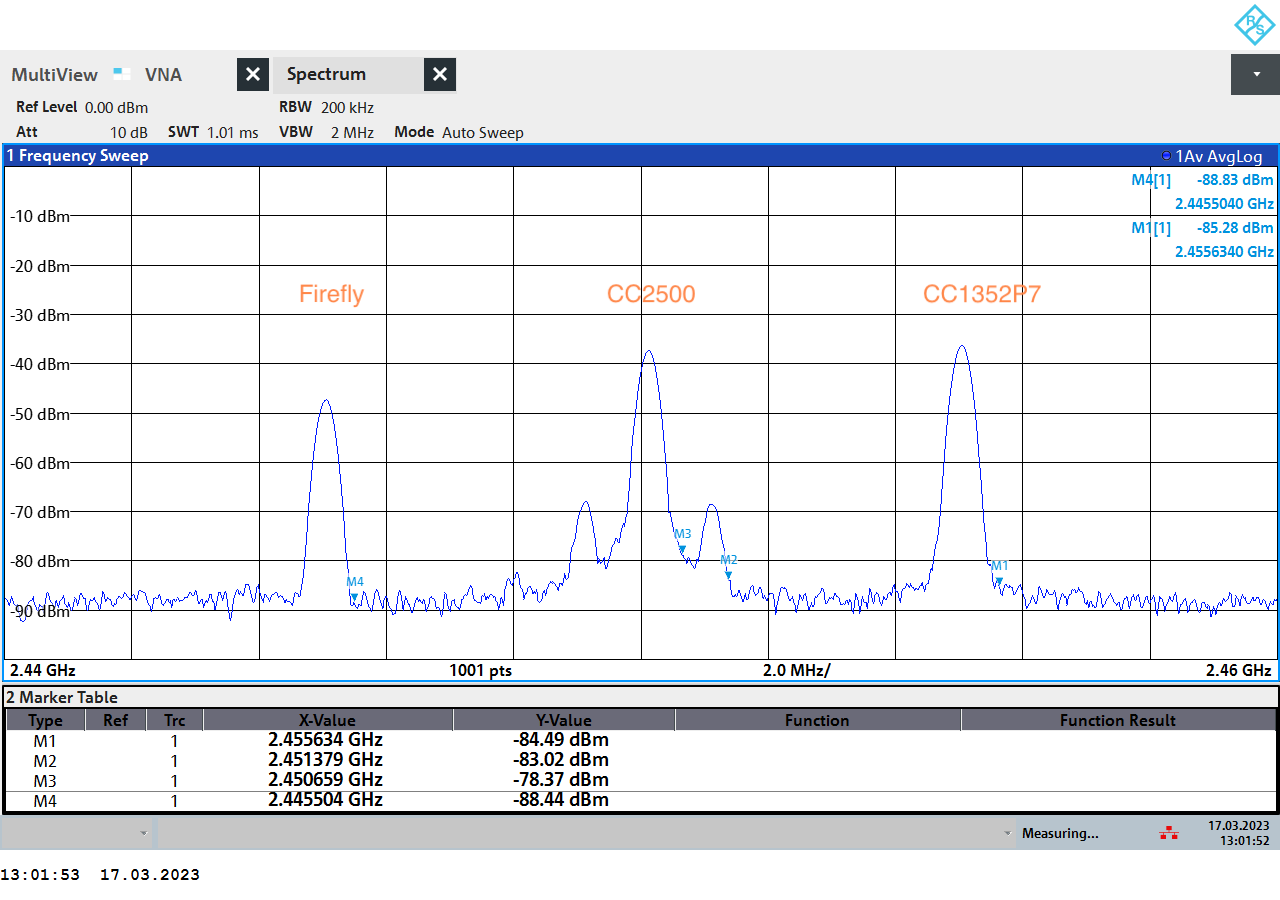 R S
MultiView VNA Spectrum
Ref Level 0.00 dBm RBW 200 kHz
Att 10 dB SWT 1.01 ms VBW 2 MHz Mode Auto Sweep
1 Frequency Sweep 1Av AvgLog
M4[1] -88.83 dBm
2.4455040 GHz
M1[1] -85.28 dBm
2.4556340 GHz
-10 dBm
-20 dBm
Firefly CC2500 CC1352P7
-30 dBm
-40 dBm
-50 dBm
-60 dBm
-70 dBm
M3
-80 dBm
M2
M1
M4
-90 dBm
2.44 GHz 1001 pts 2.0 MHz/ 2.46 GHz
2 Marker Table
Type Ref Trc X-Value Y-Value Function Function Result
M1 1 2.455634 GHz -84.49 dBm
M2 1 2.451379 GHz -83.02 dBm
M3 1 2.450659 GHz -78.37 dBm
M4 1 2.445504 GHz -88.44 dBm
Measuring... 17.03.2023
13:01:52
13:01:53 17.03.2023